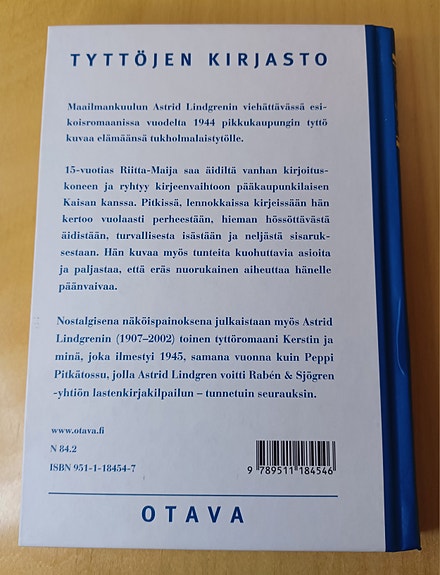 TYTTÖJEN KIRJASTO
Maailmankuulun Astrid Lindgrenin viehättävässä esi-
koisromaanissa vuodelta 1944 pikkukaupungin tyttö
kuvaa elämäänsä tukholmalaistytölle.
15-vuotias Riitta-Maija saa äidiltä vanhan kirjoitus-
koneen ja ryhtyy kirjeenvaihtoon pääkaupunkilaisen
Kaisan kanssa. Pitkissä, lennokkaissa kirjeissään hän
kertoo vuolaasti perheestään, hieman hössöttävästä
äidistään, turvallisesta isästään ja neljästä sisaruk-
sestaan. Hän kuvaa myös tunteita kuohuttavia asioita
ja paljastaa, että eräs nuorukainen aiheuttaa hänelle
päänvaivaa.
Nostalgisena näköispainoksena julkaistaan myös Astrid
Lindgrenin (1907–2002) toinen tyttöromaani Kerstin ja
minä, joka ilmestyi 1945, samana vuonna kuin Peppi
Pitkätossu, jolla Astrid Lindgren voitti Rabén & Sjögren
-yhtiön lastenkirjakilpailun – tunnetuin seurauksin.
www.otava.fi
N 84.2
ISBN 951-1-18454-7
9 789511 184546
OTAVA